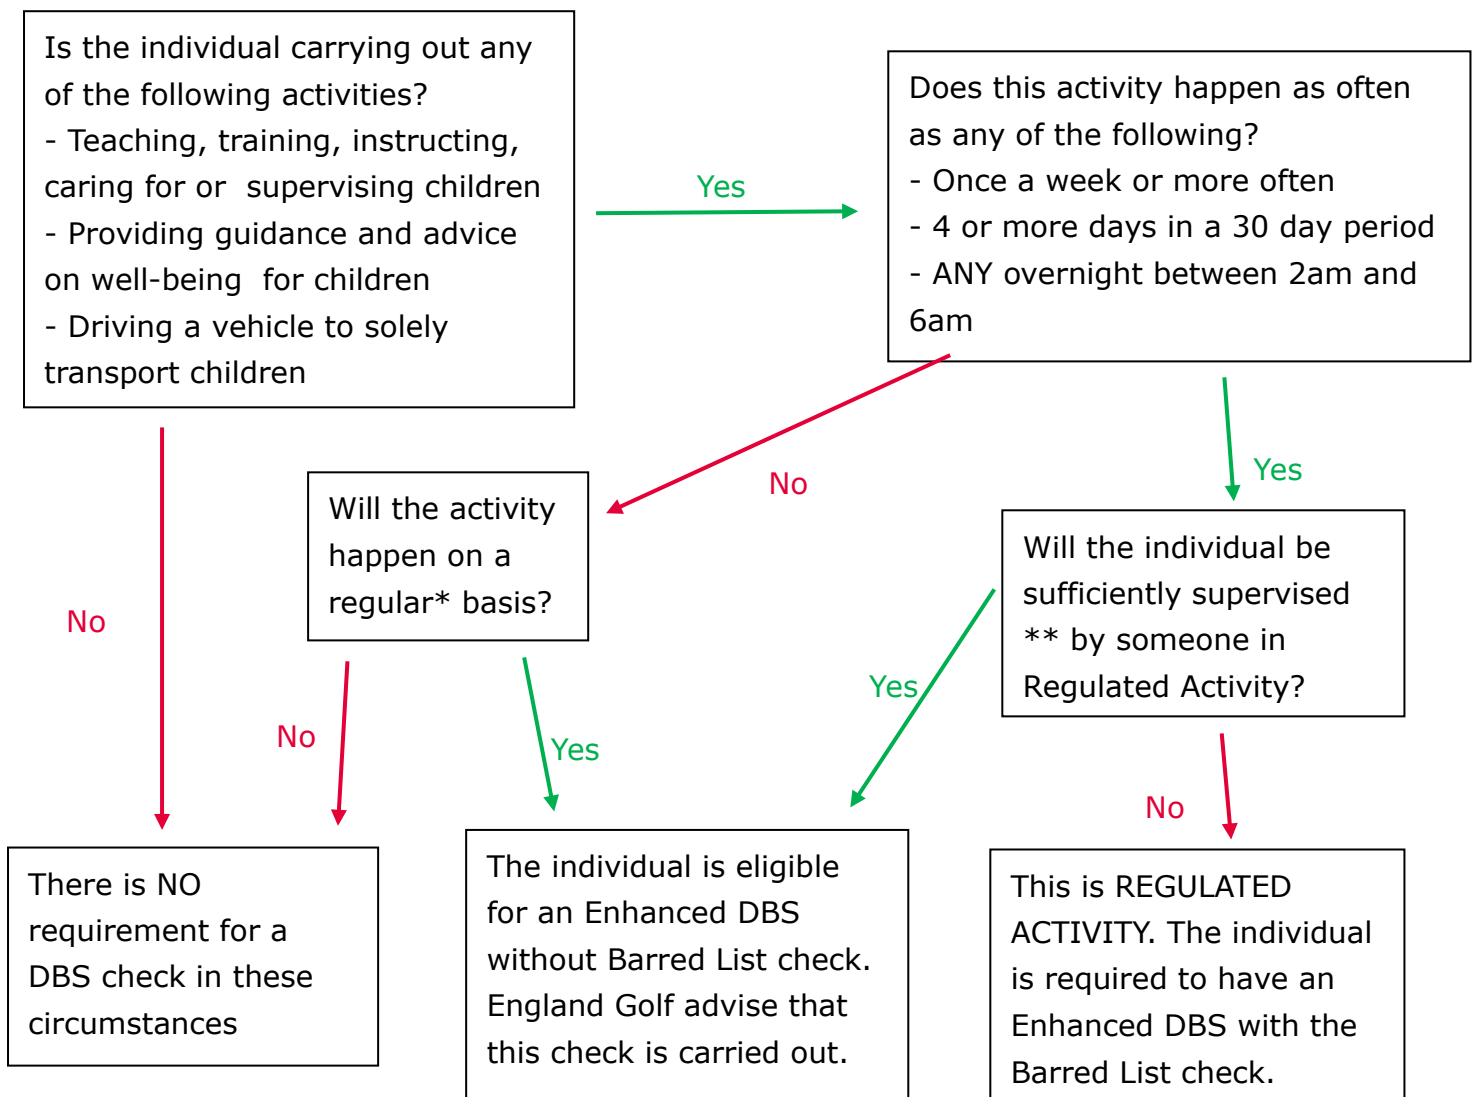 Is the individual carrying out any
of the following activities?
- Teaching, training, instructing,
caring for or  supervising children
- Providing guidance and advice
on well-being  for children
- Driving a vehicle to solely
transport children
Yes
Does this activity happen as often
as any of the following?
- Once a week or more often
- 4 or more days in a 30 day period
- ANY overnight between 2am and
6am
No
Yes
Will the activity
happen on a
regular* basis?
Will the individual be
sufficiently supervised
** by someone in
Regulated Activity?
No
No
Yes
Yes
No
There is NO
requirement for a
DBS check in these
circumstances
The individual is eligible
for an Enhanced DBS
without Barred List check.
England Golf advise that
this check is carried out.
This is REGULATED
ACTIVITY. The individual
is required to have an
Enhanced DBS with the
Barred List check.